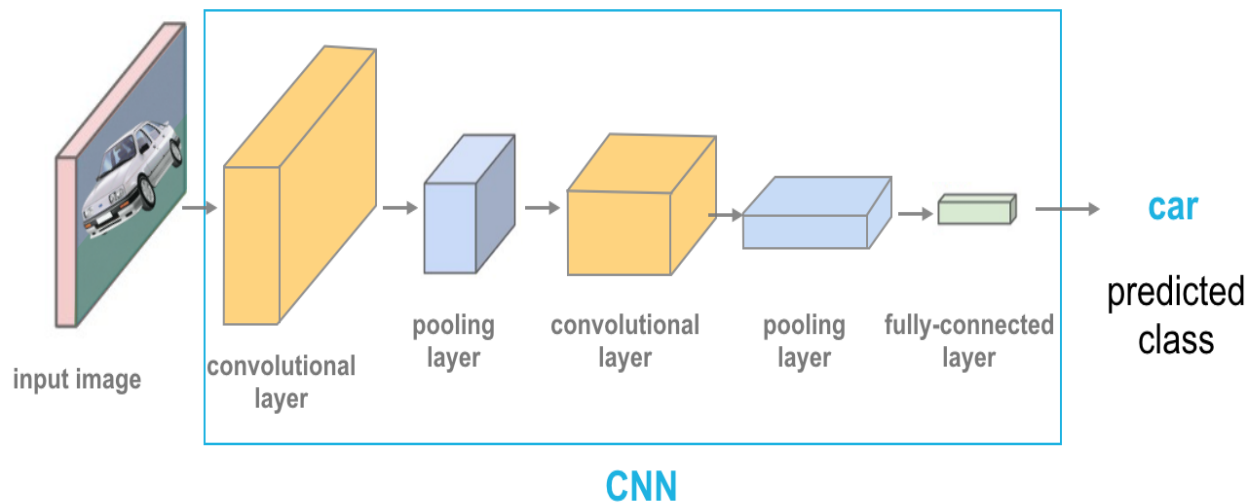 input image
convolutional
layer
pooling
layer
convolutional
layer
pooling
layer
fully-connected
layer
car
predicted
class
CNN